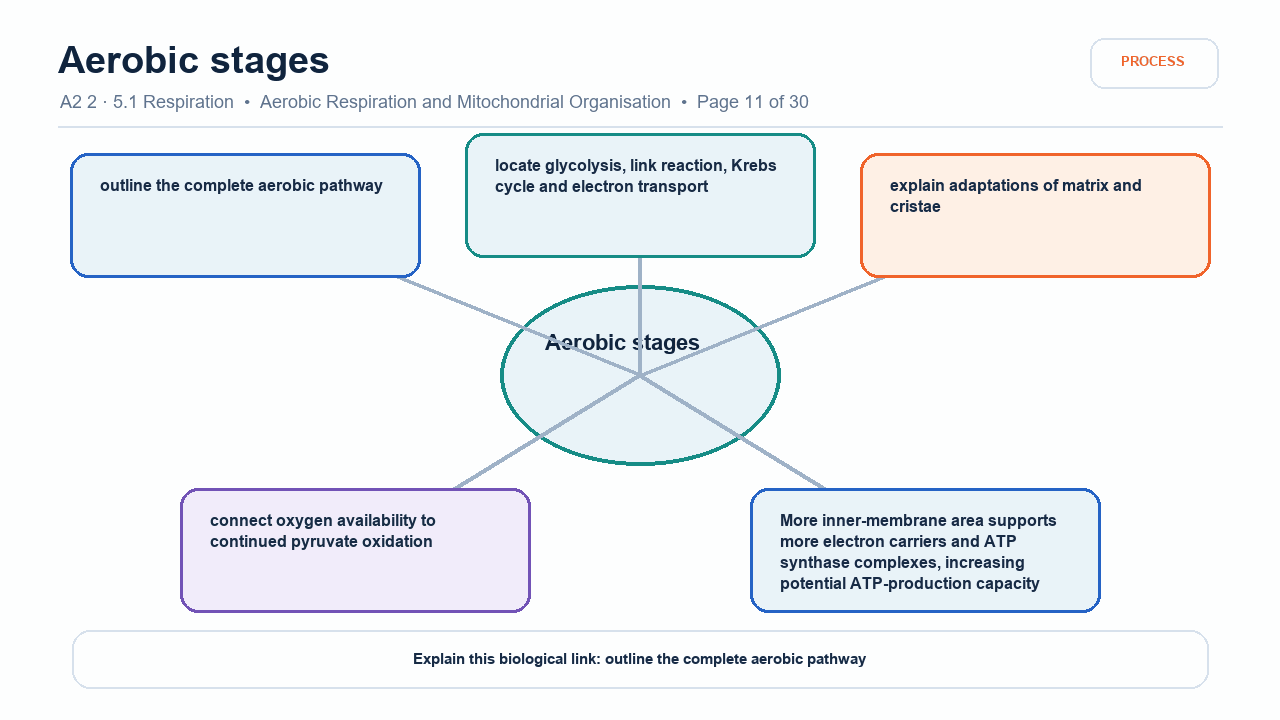 Aerobic stages
PROCESS
A2 2 · 5.1 Respiration • Aerobic Respiration and Mitochondrial Organisation • Page 11 of 30
outline the complete aerobic pathway
locate glycolysis, link reaction, Krebs
cycle and electron transport
explain adaptations of matrix and
cristae
Aerobic stages
connect oxygen availability to
continued pyruvate oxidation
More inner-membrane area supports
more electron carriers and ATP
synthase complexes, increasing
potential ATP-production capacity
Explain this biological link: outline the complete aerobic pathway